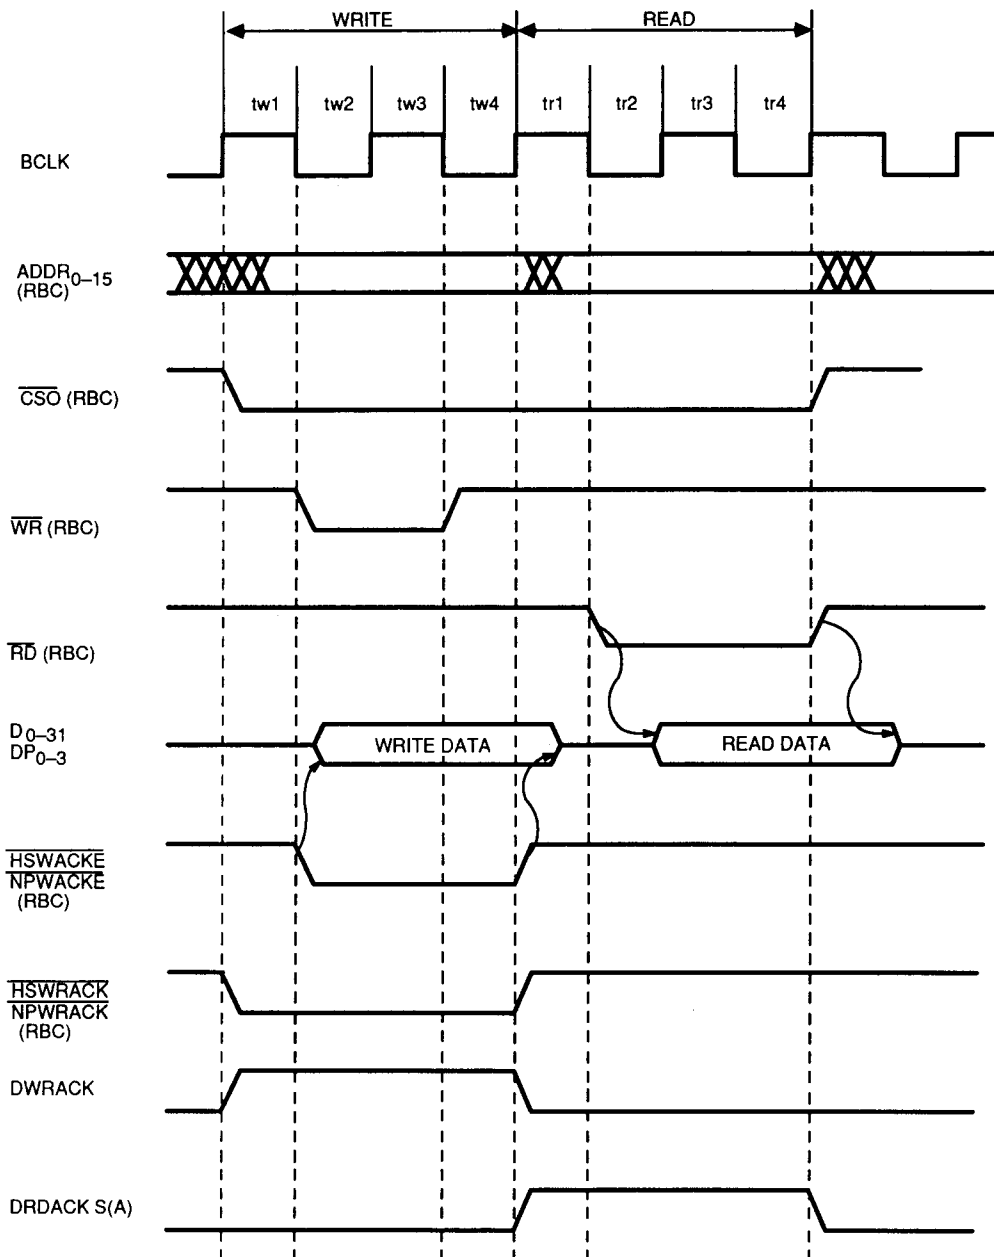 WRITE READ
tw1 tw2 tw3 tw4 tr1 tr2 tr3 tr4
BCLK
ADDR0–15
(RBC)
CSO (RBC)
WR (RBC)
RD (RBC)
D0–31
DP0–3
WRITE DATA READ DATA
HSWACKE
NPWACKE
(RBC)
HSWRACK
NPWRACK
(RBC)
DWRACK
DRDACK S(A)